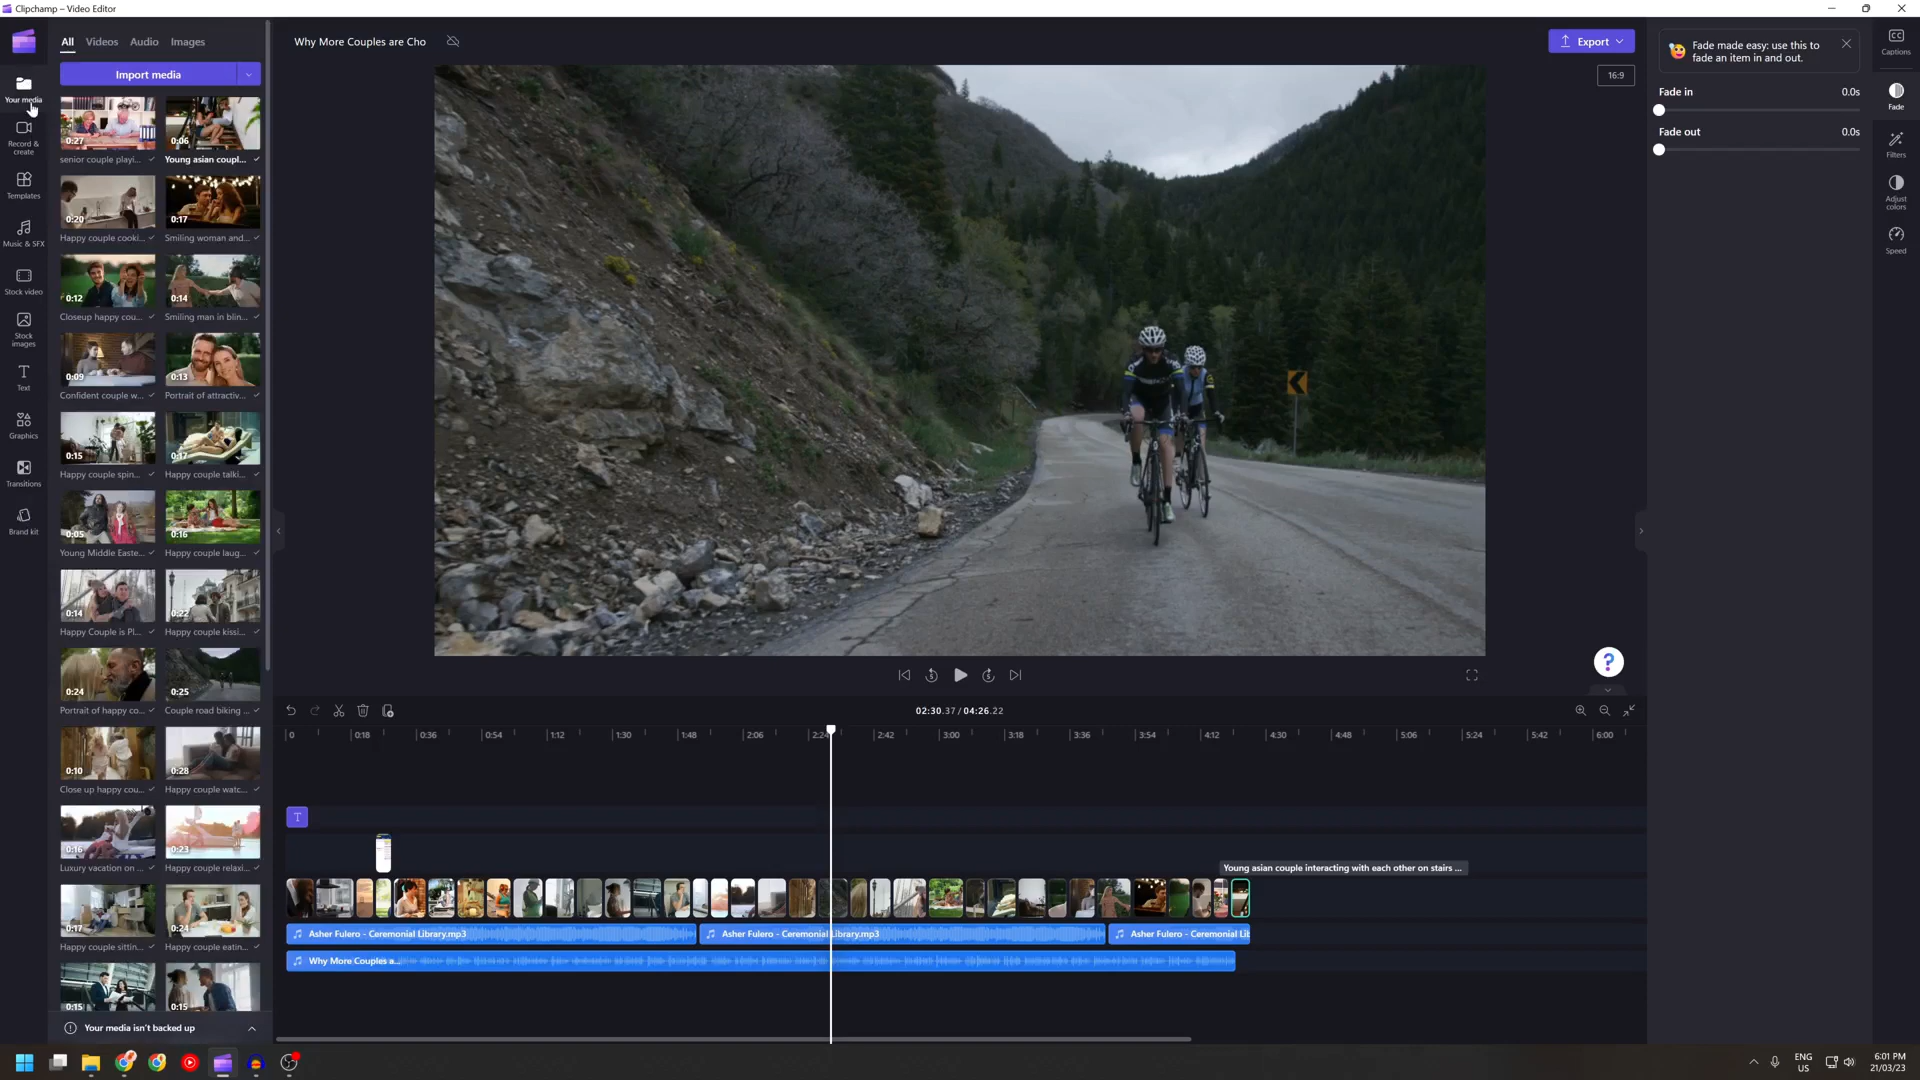 Clipchamp – Video Editor
All Videos Audio Images
Import media
Your media
Record & create
Templates
Music & SFX
Stock video
Stock images
Text
Graphics
Transitions
Brand kit
0:27
0:06
senior couple playi...
Young asian coupl...
0:20
0:17
Happy couple cooki...
Smiling woman and...
0:12
0:14
Closeup happy cou...
Smiling man in blin...
0:09
0:13
Confident couple w...
Portrait of attractiv...
0:15
0:17
Happy couple spin...
Happy couple talki...
0:05
0:16
Young Middle Easte...
Happy couple laug...
0:14
0:22
Happy Couple is Pl...
Happy couple kissi...
0:24
0:25
Portrait of happy co...
Couple road biking ...
0:10
0:28
Close up happy cou...
Happy couple watc...
0:16
0:23
Luxury vacation on ...
Happy couple relaxi...
0:17
0:24
Happy couple sittin...
Happy couple eatin...
0:15
0:15
Your media isn't backed up
Why More Couples are Cho
Export
16:9
Fade made easy: use this to
fade an item in and out.
Fade in 0.0s
Fade out 0.0s
Captions
Fade
Filters
Adjust colors
Speed
?
02:30.37 / 04:26.22
0 0:18 0:36 0:54 1:12 1:30 1:48 2:06 2:24 2:42 3:00 3:18 3:36 3:54 4:12 4:30 4:48 5:06 5:24 5:42 6:00
T
Young asian couple interacting with each other on stairs ...
Asher Fulero - Ceremonial Library.mp3
Asher Fulero - Ceremonial Library.mp3
Asher Fulero - Ceremonial Lib
Why More Couples a...
ENG
US
6:01 PM
21/03/23